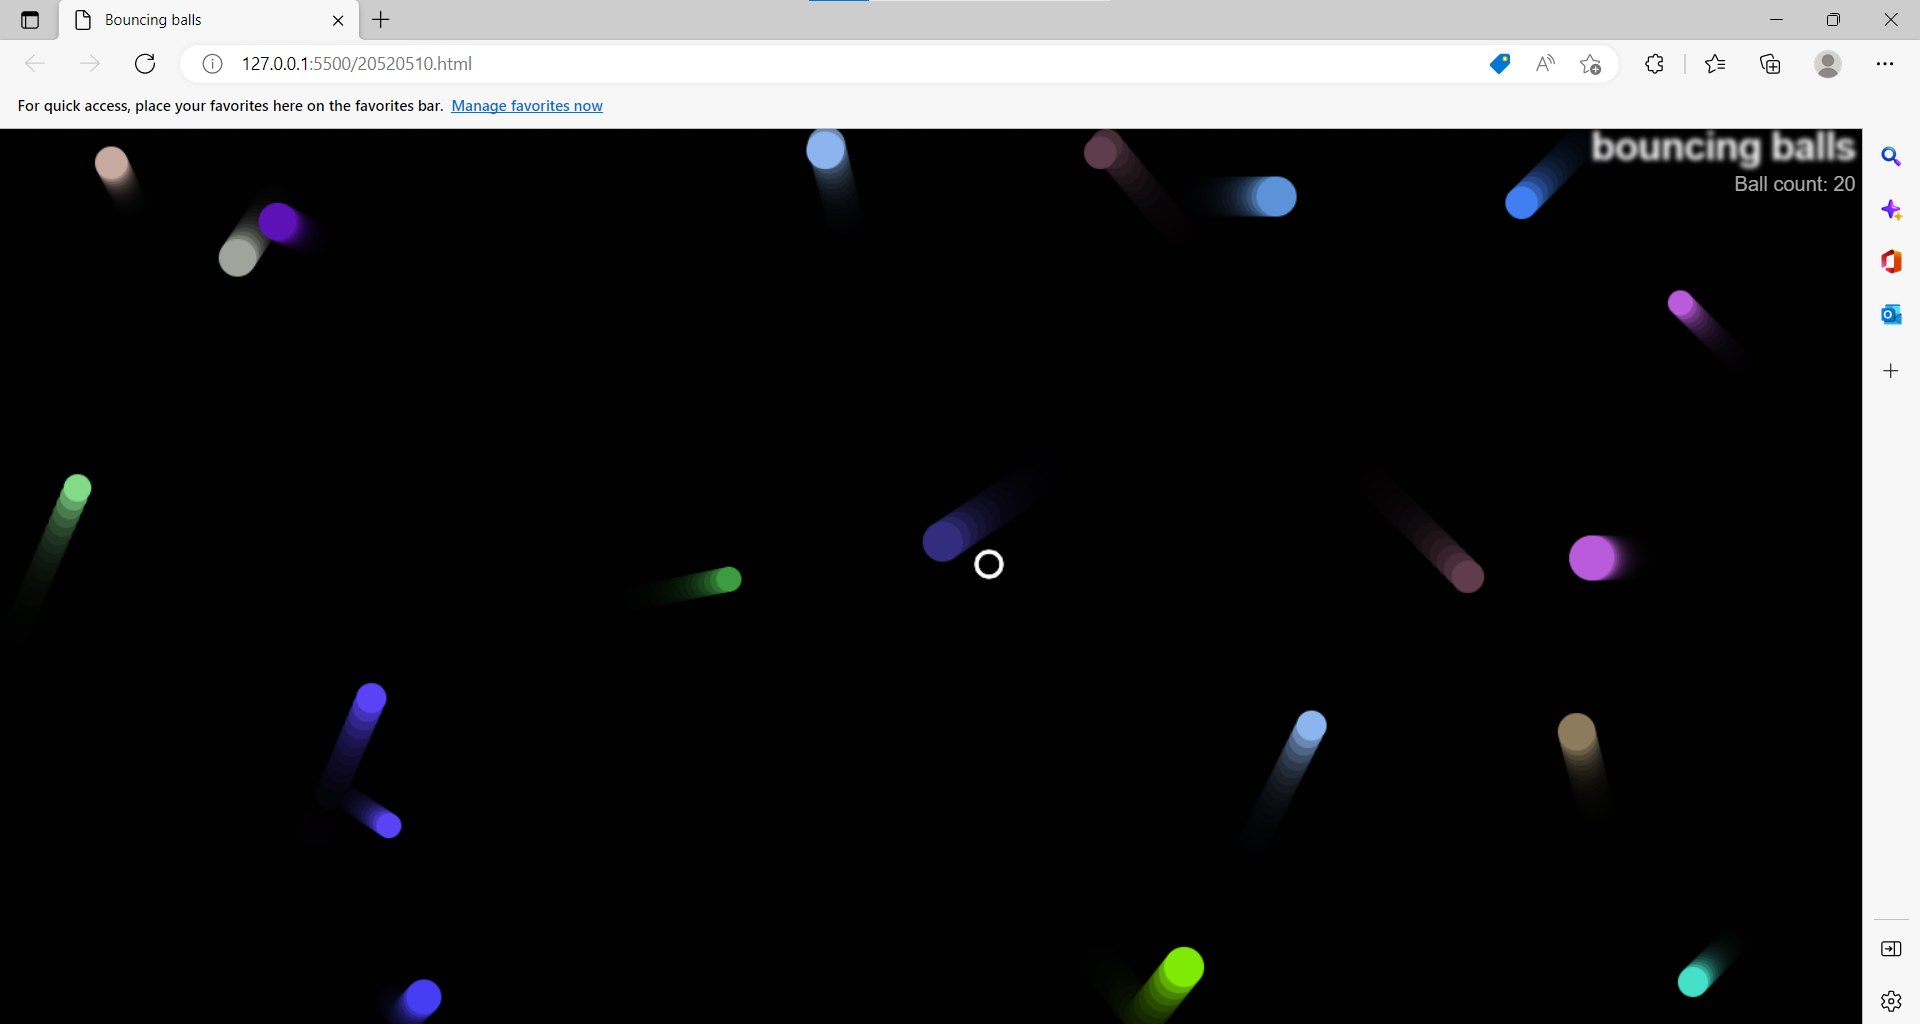 Bouncing balls
127.0.0.1:5500/20520510.html
For quick access, place your favorites here on the favorites bar. Manage favorites now
bouncing balls
Ball count: 20